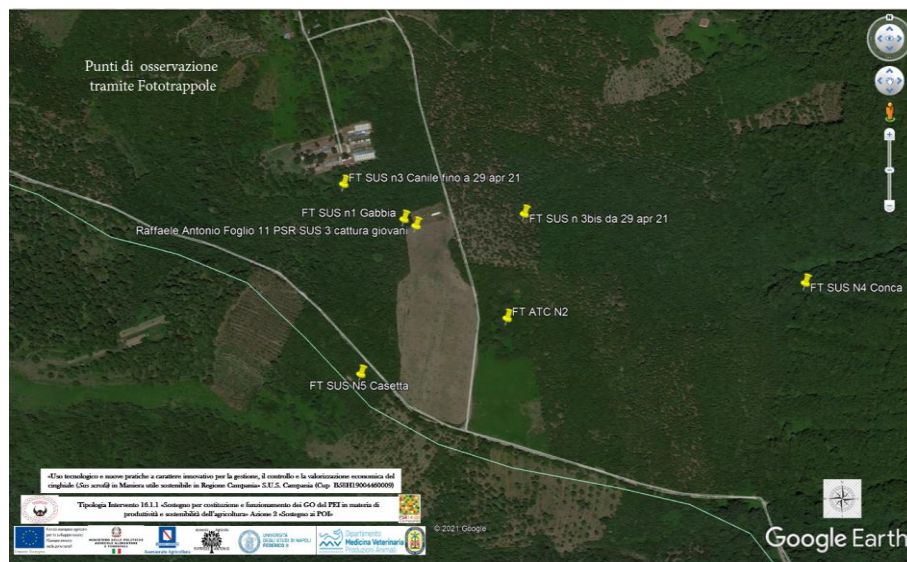 Punti di osservazione
tramite Fototrappole
N
FT SUS n3 Canile fino a 29 apr 21
FT SUS n1 Gabbia
FT SUS n 3bis da 29 apr 21
Raffaele Antonio Foglio 11 PSR SUS 3 cattura giovani
FT SUS N4 Conca
FT ATC N2
FT SUS N5 Casetta
«Uso tecnologico e nuove pratiche a carattere innovativo per la gestione, il controllo e la valorizzazione economica del
cinghiale (Sus scrofa) in Maniera utile sostenibile in Regione Campania» S.U.S. Campania (Cup B58H19004460009)
Tipologia Intervento 16.1.1 «Sostegno per costituzione e funzionamento dei GO del PEI in materia di
produttività e sostenibilità dell'agricoltura» Azione 2 «Sostegno ai POI»
© 2021 Google
Google Earth
UNIVERSITÀ
DEGLI STUDI DI NAPOLI
FEDERICO II
Dipartimento
Medicina Veterinaria
Produzioni Animali
Assessorato Agricoltura